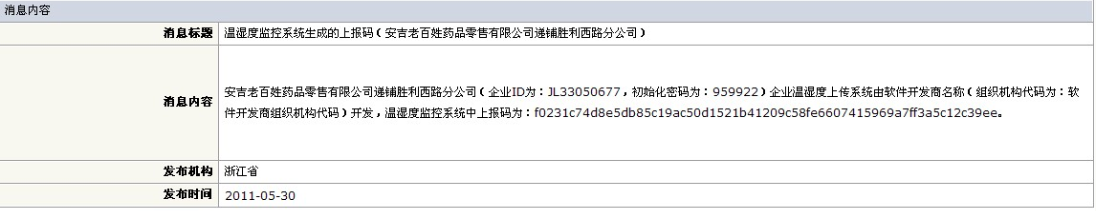 消息内容
消息标题 温湿度监控系统生成的上报码（安吉老百姓药品零售有限公司递铺胜利西路分公司）
安吉老百姓药品零售有限公司递铺胜利西路分公司（企业ID为：JL33050677，初始化密码为：959922）企业温湿度上传系统由软件开发商名称（组织机构代码为：软
消息内容
件开发商组织机构代码）开发，温湿度监控系统中上报码为：f0231c74d8e5db85c19ac50d1521b41209c58fe6607415969a7ff3a5c12c39ee。
发布机构 浙江省
发布时间 2011-05-30